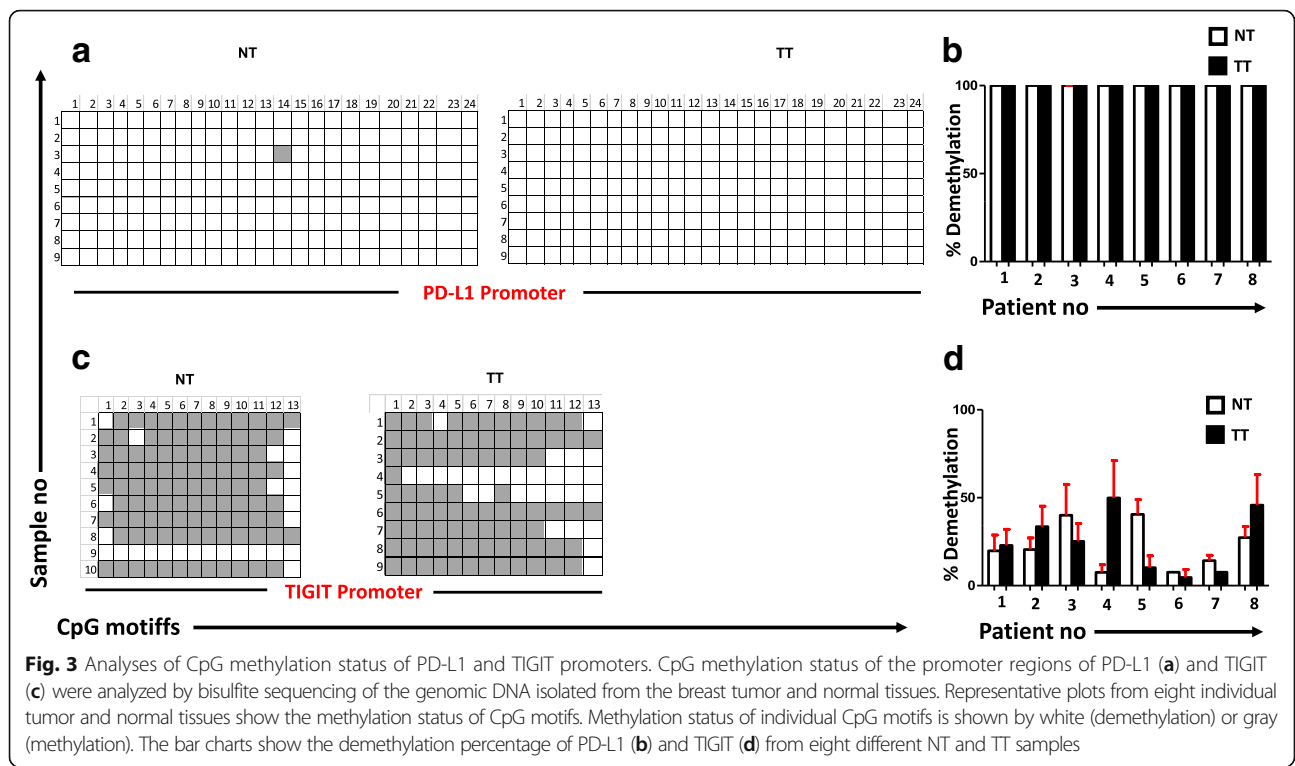 a
NT
TT
1 2 3 4 5 6 7 8 9 10 11 12 13 14 15 16 17 18 19 20 21 22 23 24
1
2
3
4
5
6
7
8
9
1 2 3 4 5 6 7 8 9 10 11 12 13 14 15 16 17 18 19 20 21 22 23 24
1
2
3
4
5
6
7
8
9
PD-L1 Promoter
b
NT
TT
% Demethylation
100
50
0
1 2 3 4 5 6 7 8
Patient no
Sample no
c
NT
TT
1 2 3 4 5 6 7 8 9 10 11 12 13
1
2
3
4
5
6
7
8
9
10
1 2 3 4 5 6 7 8 9 10 11 12 13
1
2
3
4
5
6
7
8
9
TIGIT Promoter
CpG motiffs
d
NT
TT
% Demethylation
100
50
0
1 2 3 4 5 6 7 8
Patient no
Fig. 3 Analyses of CpG methylation status of PD-L1 and TIGIT promoters. CpG methylation status of the promoter regions of PD-L1 (a) and TIGIT
(c) were analyzed by bisulfite sequencing of the genomic DNA isolated from the breast tumor and normal tissues. Representative plots from eight individual
tumor and normal tissues show the methylation status of CpG motifs. Methylation status of individual CpG motifs is shown by white (demethylation) or gray
(methylation). The bar charts show the demethylation percentage of PD-L1 (b) and TIGIT (d) from eight different NT and TT samples